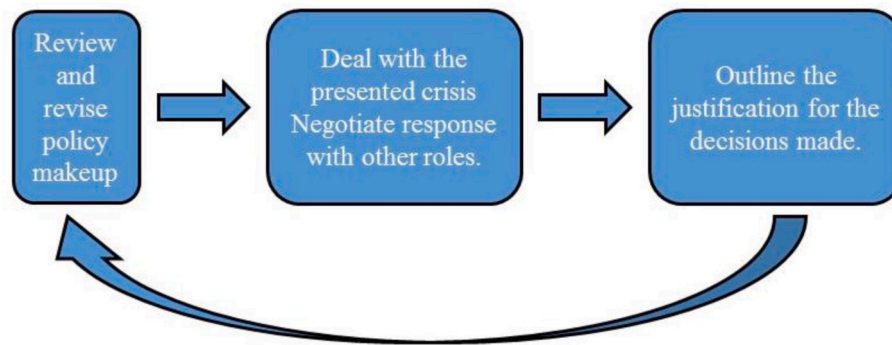 Review
and
revise
policy
makeup
Deal with the
presented crisis
Negotiate response
with other roles.
Outline the
justification for the
decisions made.